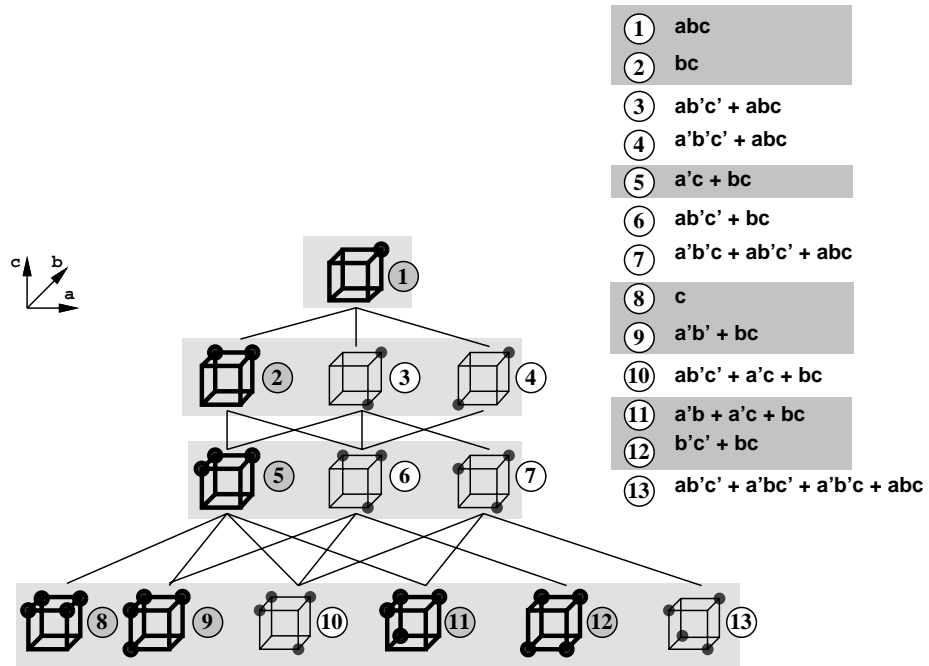 1 abc
2 bc
3 ab’c’ + abc
4 a’b’c’ + abc
5 a’c + bc
6 ab’c’ + bc
7 a’b’c + ab’c’ + abc
8 c
9 a’b’ + bc
10 ab’c’ + a’c + bc
11 a’b + a’c + bc
12 b’c’ + bc
13 ab’c’ + a’bc’ + a’b’c + abc
c b
a
1
2 3 4
5 6 7
8 9 10 11 12 13